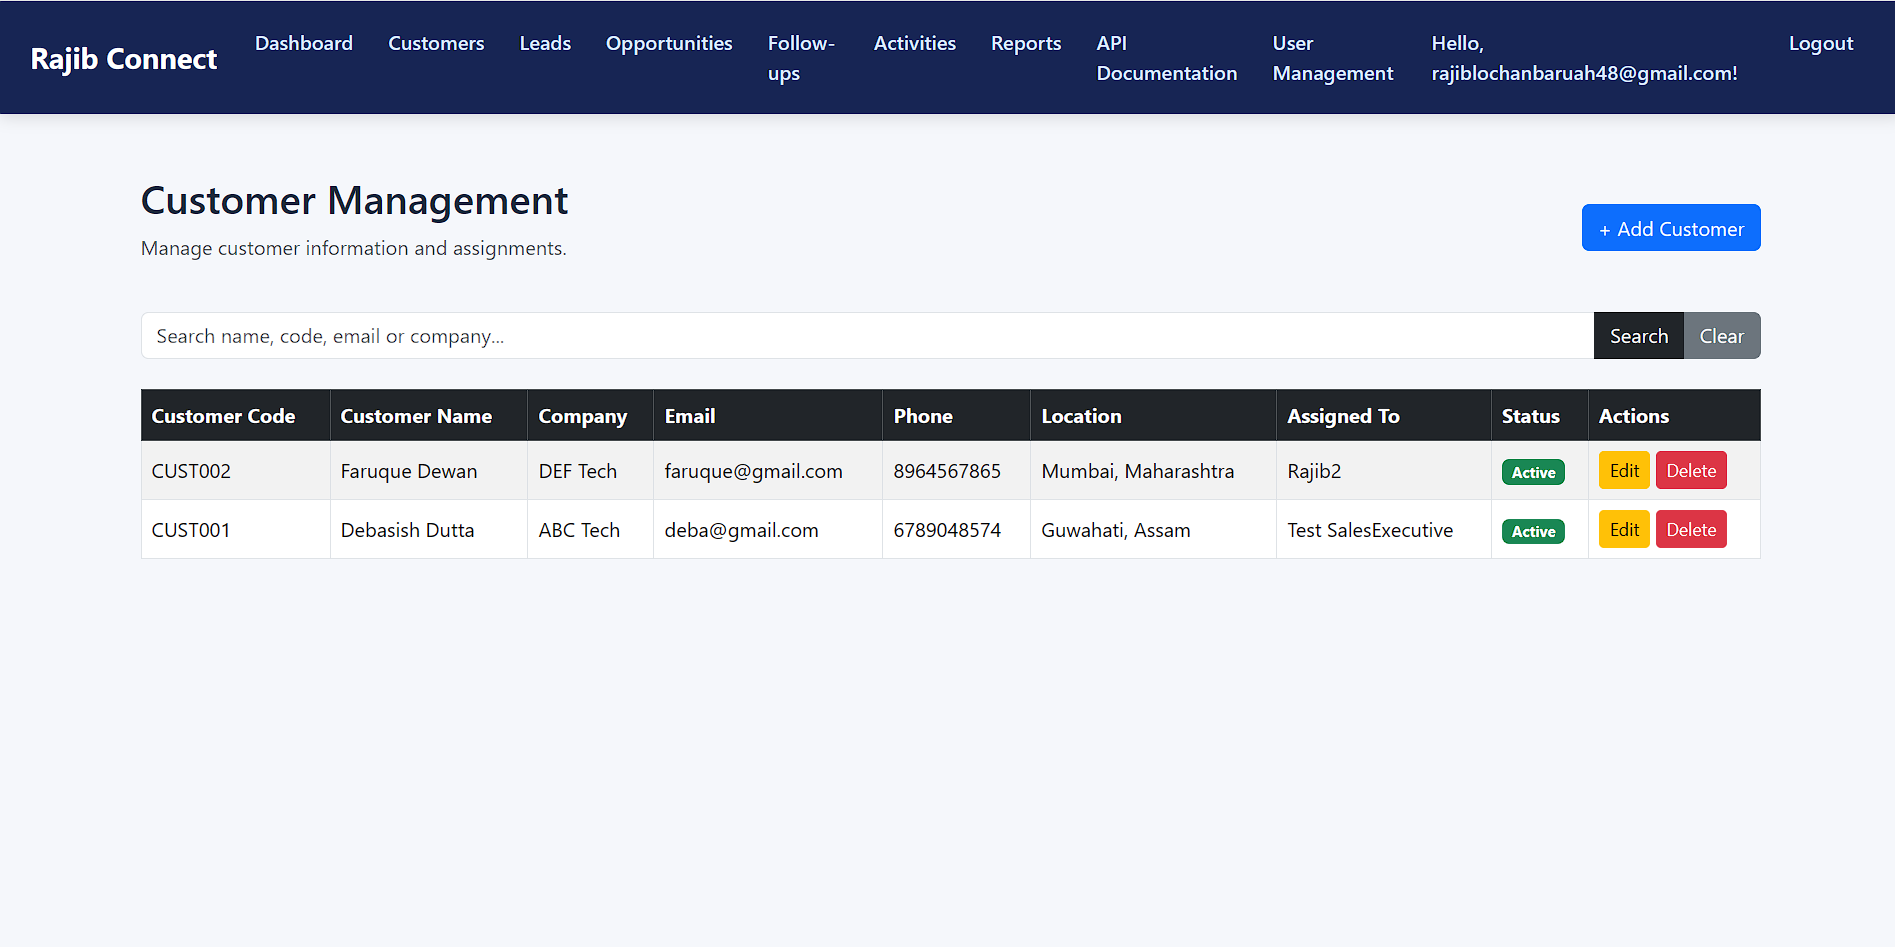 Rajib Connect
Dashboard
Customers
Leads
Opportunities
Follow-
ups
Activities
Reports
API
Documentation
User
Management
Hello,
rajiblochanbaruah48@gmail.com!
Logout
Customer Management
Manage customer information and assignments.
+ Add Customer
Search name, code, email or company...
Search
Clear
Customer Code Customer Name Company Email Phone Location Assigned To Status Actions
CUST002 Faruque Dewan DEF Tech faruque@gmail.com 8964567865 Mumbai, Maharashtra Rajib2 Active Edit Delete
CUST001 Debasish Dutta ABC Tech deba@gmail.com 6789048574 Guwahati, Assam Test SalesExecutive Active Edit Delete